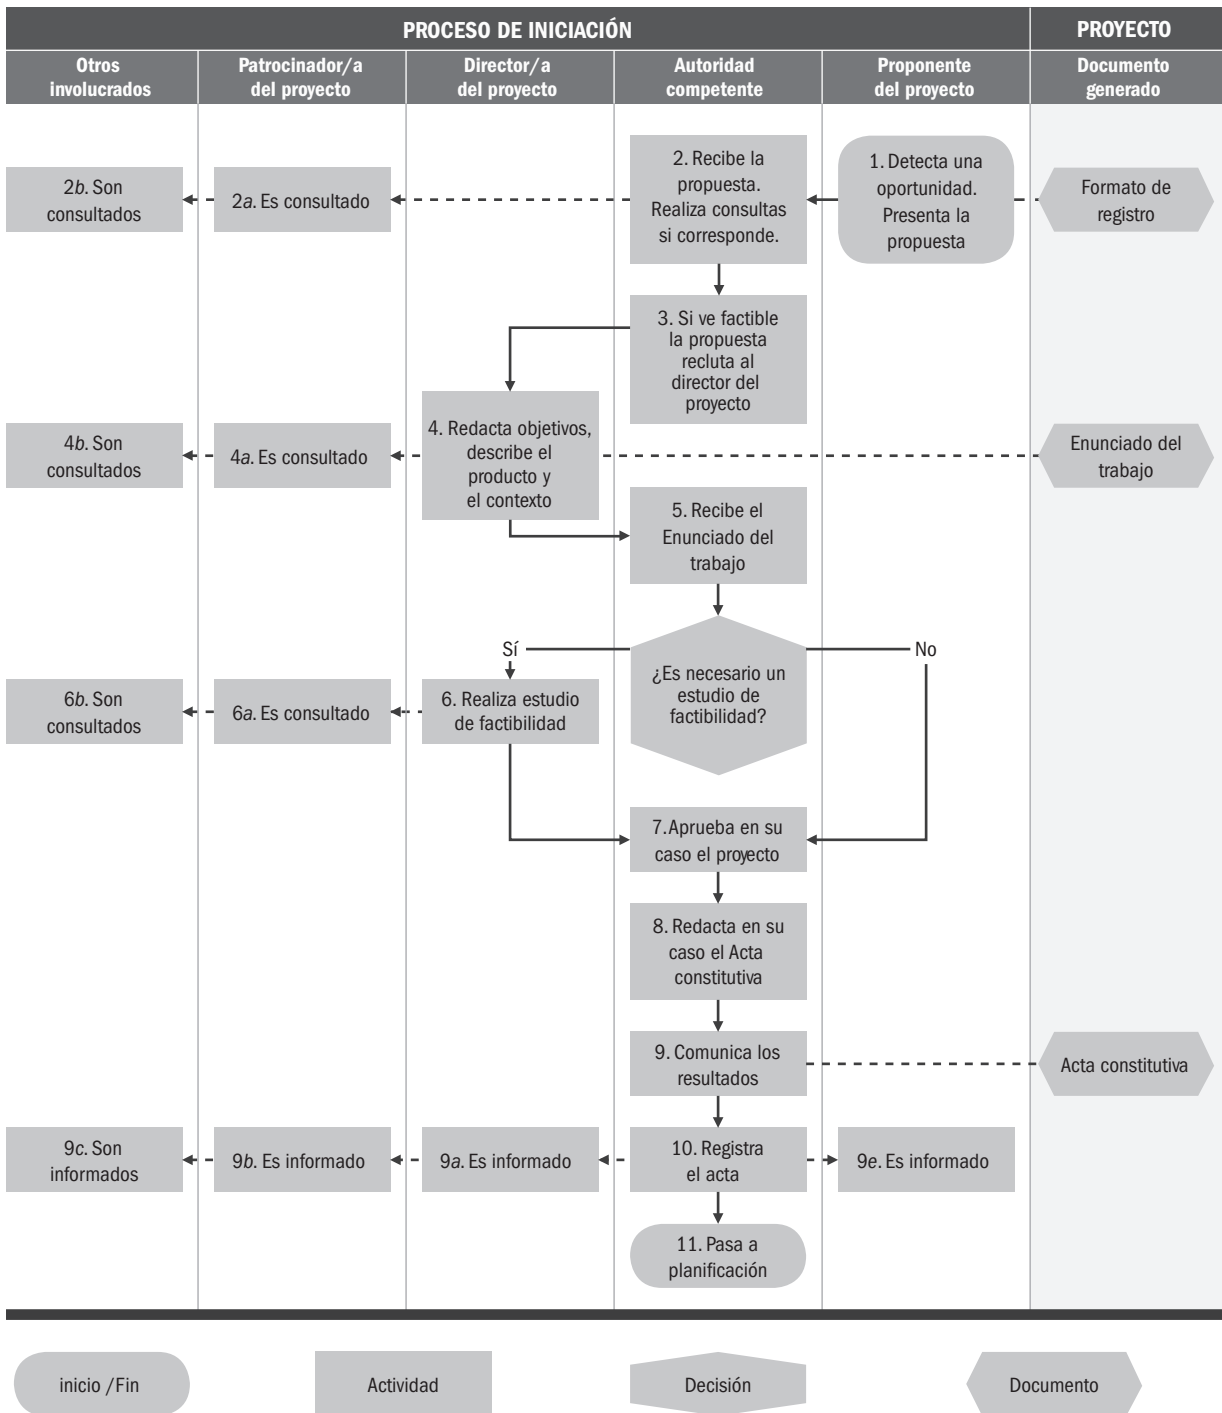 PROCESO DE INICIACIÓN
PROYECTO
Otros
involucrados
Patrocinador/a
del proyecto
Director/a
del proyecto
Autoridad
competente
Proponente
del proyecto
Documento
generado
2b. Son
consultados
2a. Es consultado
2. Recibe la
propuesta.
Realiza consultas
si corresponde.
1. Detecta una
oportunidad.
Presenta la
propuesta
Formato de
registro
3. Si ve factible
la propuesta
recluta al
director del
proyecto
4b. Son
consultados
4a. Es consultado
4. Redacta objetivos,
describe el
producto y
el contexto
Enunciado del
trabajo
5. Recibe el
Enunciado del
trabajo
Sí
¿Es necesario un
estudio de
factibilidad?
No
6b. Son
consultados
6a. Es consultado
6. Realiza estudio
de factibilidad
7.Aprueba en su
caso el proyecto
8. Redacta en su
caso el Acta
constitutiva
9. Comunica los
resultados
Acta constitutiva
9c. Son
informados
9b. Es informado
9a. Es informado
10. Registra
el acta
9e. Es informado
11. Pasa a
planificación
inicio /Fin
Actividad
Decisión
Documento